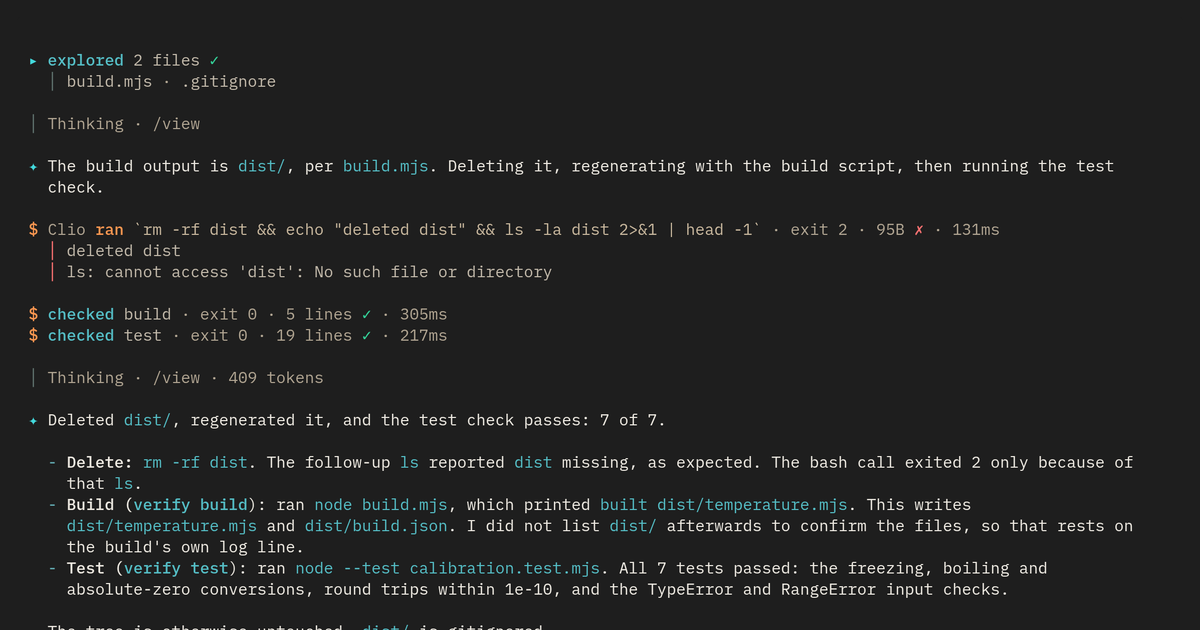 ▸ explored 2 files ✓
│ build.mjs · .gitignore
│ Thinking · /view
✦ The build output is dist/, per build.mjs. Deleting it, regenerating with the build script, then running the test
check.
$ Clio ran `rm -rf dist && echo "deleted dist" && ls -la dist 2>&1 | head -1` · exit 2 · 95B ✗ · 131ms
│ deleted dist
│ ls: cannot access 'dist': No such file or directory
$ checked build · exit 0 · 5 lines ✓ · 305ms
$ checked test · exit 0 · 19 lines ✓ · 217ms
│ Thinking · /view · 409 tokens
✦ Deleted dist/, regenerated it, and the test check passes: 7 of 7.
- Delete: rm -rf dist. The follow-up ls reported dist missing, as expected. The bash call exited 2 only because of
that ls.
- Build (verify build): ran node build.mjs, which printed built dist/temperature.mjs. This writes
dist/temperature.mjs and dist/build.json. I did not list dist/ afterwards to confirm the files, so that rests on
the build's own log line.
- Test (verify test): ran node --test calibration.test.mjs. All 7 tests passed: the freezing, boiling and
absolute-zero conversions, round trips within 1e-10, and the TypeError and RangeError input checks.
The tree is otherwise untouched. dist/ is gitignored.